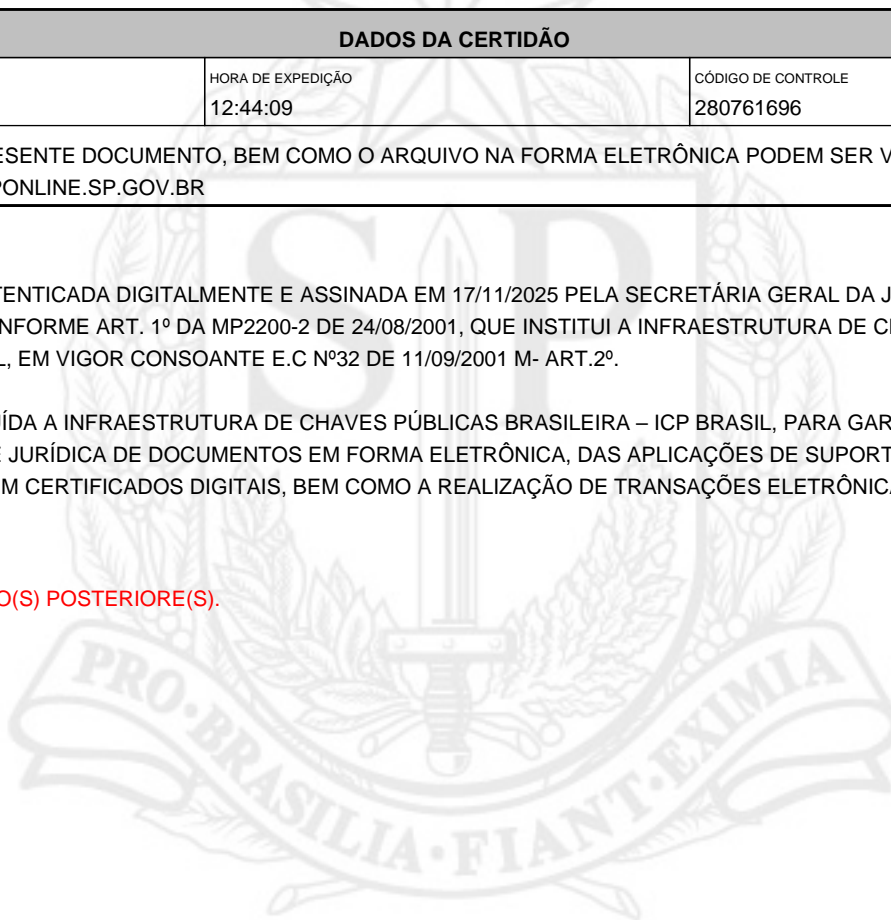 DADOS DA CERTIDÃO
HORA DE EXPEDIÇÃO
CÓDIGO DE CONTROLE
12:44:09
280761696
ESENTE DOCUMENTO, BEM COMO O ARQUIVO NA FORMA ELETRÔNICA PODEM SER V
PONLINE.SP.GOV.BR
TENTICADA DIGITALMENTE E ASSINADA EM 17/11/2025 PELA SECRETÁRIA GERAL DA J
NFORME ART. 1º DA MP2200-2 DE 24/08/2001, QUE INSTITUI A INFRAESTRUTURA DE C
L, EM VIGOR CONSOANTE E.C Nº32 DE 11/09/2001 M- ART.2º.
ÍDA A INFRAESTRUTURA DE CHAVES PÚBLICAS BRASILEIRA – ICP BRASIL, PARA GAR
E JURÍDICA DE DOCUMENTOS EM FORMA ELETRÔNICA, DAS APLICAÇÕES DE SUPORT
M CERTIFICADOS DIGITAIS, BEM COMO A REALIZAÇÃO DE TRANSAÇÕES ELETRÔNICA
O(S) POSTERIORE(S).
SP
PRO·BRASILIA·FIANT·EXIMIA